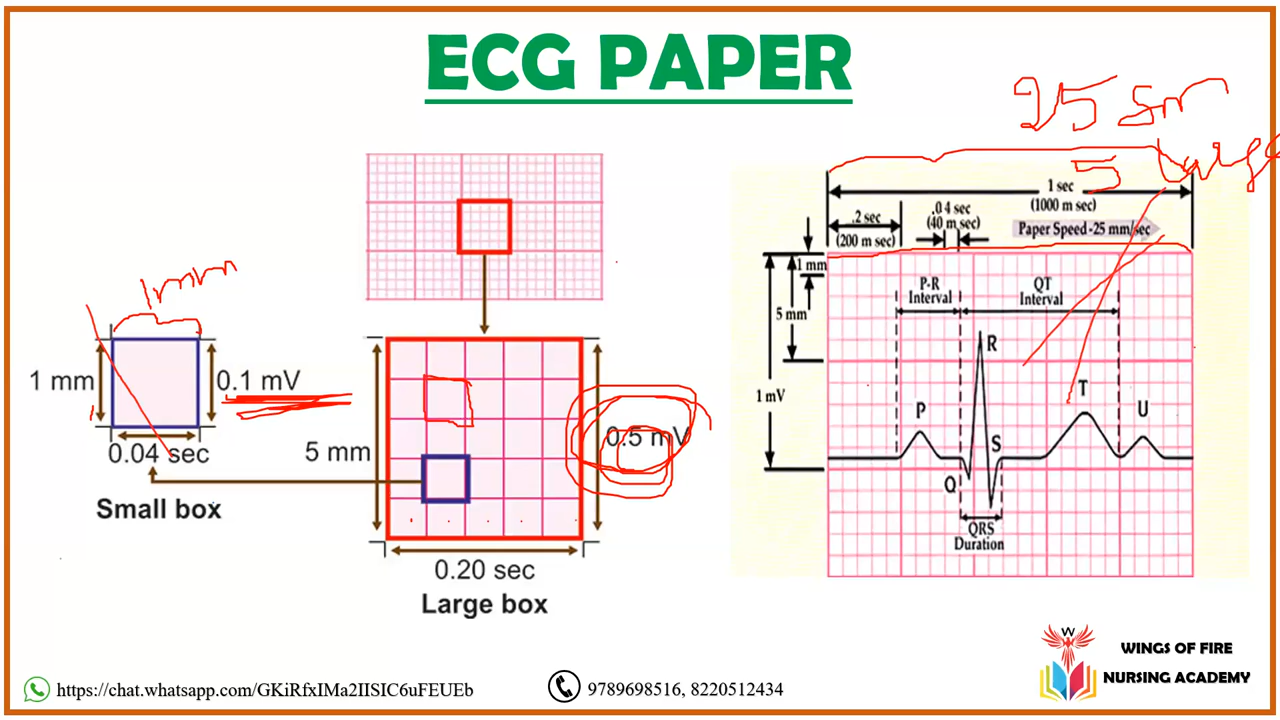 ECG PAPER
25 Sm
5 Large
1mm
1 mm
0.1 mV
0.04 sec
Small box
5 mm
0.5 mV
0.20 sec
Large box
1 sec
(1000 m sec)
.2 sec
(200 m sec)
.04 sec
(40 m sec)
Paper Speed -25 mm/sec
1 mm
5 mm
1 mV
P-R
Interval
QT
Interval
P
Q
R
S
T
U
QRS
Duration
W
WINGS OF FIRE
NURSING ACADEMY
https://chat.whatsapp.com/GKiRfxIMa2IISIC6uFEUEb
9789698516, 8220512434